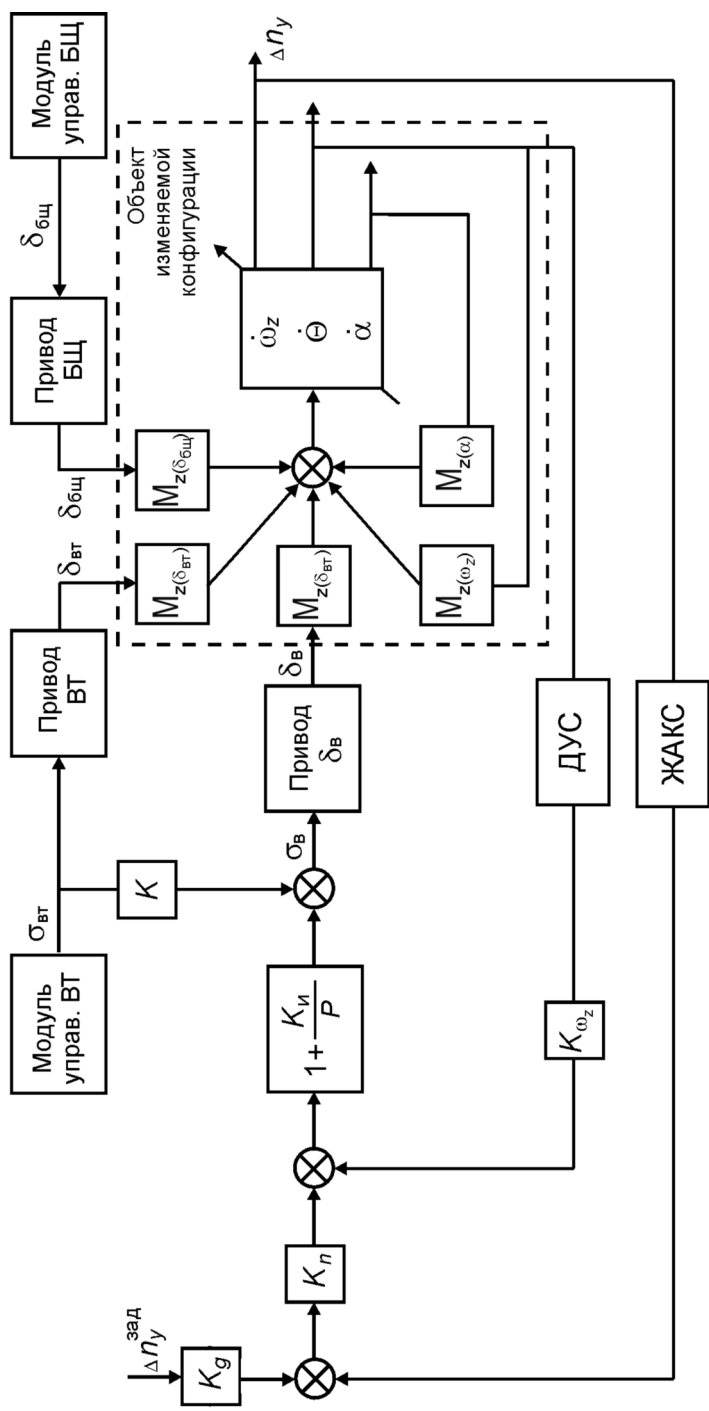 Модуль
управ. ВТ
σвт
Привод
ВТ
δвт
Модуль
управ. БЩ
δбщ
Привод
БЩ
δбщ
K
Объект
изменяемой
конфигурации
Mz(δвт)
Mz(δбщ)
Δny зад
Kg
Kn
1+ Kи/P
σв
Привод
δв
δв
Mz(δвт)
ω̇z
Θ̇
α̇
Δny
Mz(ωz)
Mz(α)
Kωz
ДУС
ЖАКС